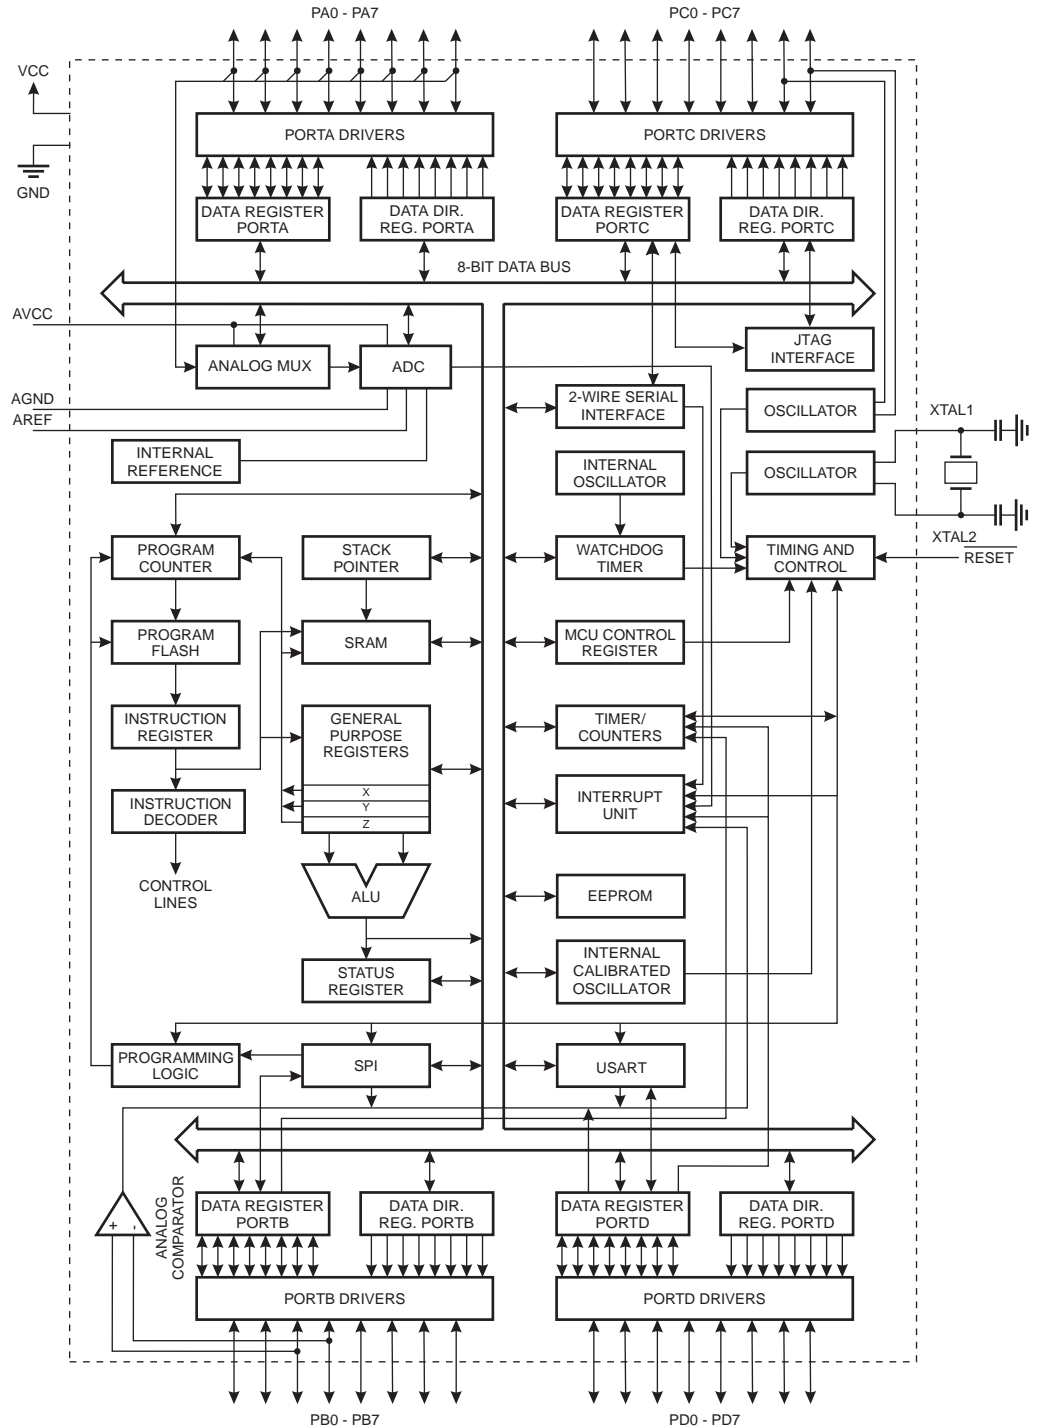 PA0 - PA7
PC0 - PC7
VCC
GND
PORTA DRIVERS
PORTC DRIVERS
DATA REGISTER
PORTA
DATA DIR.
REG. PORTA
DATA REGISTER
PORTC
DATA DIR.
REG. PORTC
8-BIT DATA BUS
AVCC
ANALOG MUX
ADC
JTAG
INTERFACE
AGND
AREF
2-WIRE SERIAL
INTERFACE
OSCILLATOR
XTAL1
INTERNAL
REFERENCE
INTERNAL
OSCILLATOR
OSCILLATOR
XTAL2
RESET
PROGRAM
COUNTER
STACK
POINTER
WATCHDOG
TIMER
TIMING AND
CONTROL
PROGRAM
FLASH
SRAM
MCU CONTROL
REGISTER
INSTRUCTION
REGISTER
GENERAL
PURPOSE
REGISTERS
X
Y
Z
TIMER/
COUNTERS
INSTRUCTION
DECODER
INTERRUPT
UNIT
CONTROL
LINES
ALU
EEPROM
STATUS
REGISTER
INTERNAL
CALIBRATED
OSCILLATOR
PROGRAMMING
LOGIC
SPI
USART
ANALOG
COMPARATOR
+
-
DATA REGISTER
PORTB
DATA DIR.
REG. PORTB
DATA REGISTER
PORTD
DATA DIR.
REG. PORTD
PORTB DRIVERS
PORTD DRIVERS
PB0 - PB7
PD0 - PD7